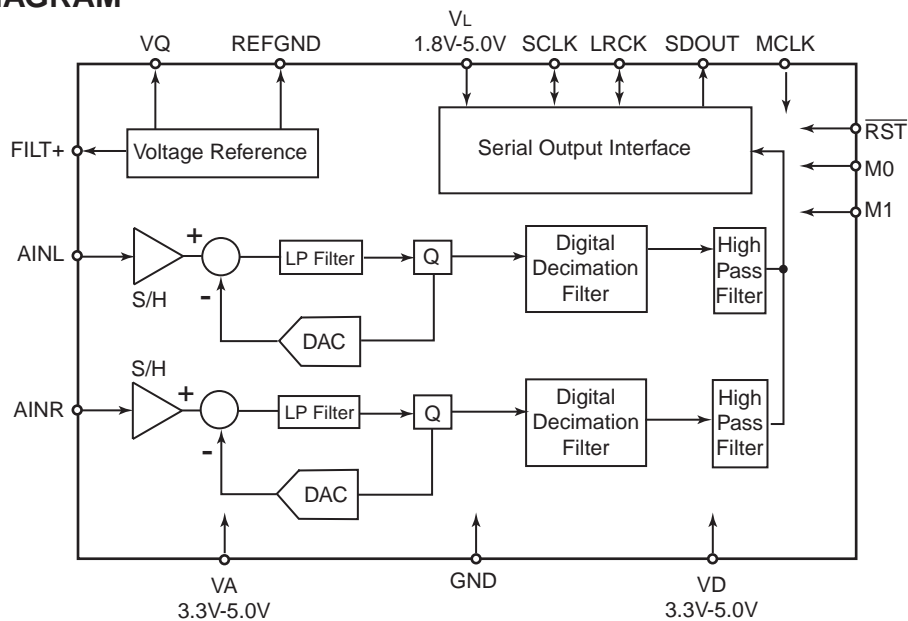 DIAGRAM
VL
VQ REFGND 1.8V-5.0V SCLK LRCK SDOUT MCLK
RST
FILT+ Voltage Reference Serial Output Interface
M0
M1
AINL + LP Filter Q Digital Decimation Filter High Pass Filter
S/H -
DAC
S/H
AINR + LP Filter Q Digital Decimation Filter High Pass Filter
-
DAC
VA GND VD
3.3V-5.0V 3.3V-5.0V